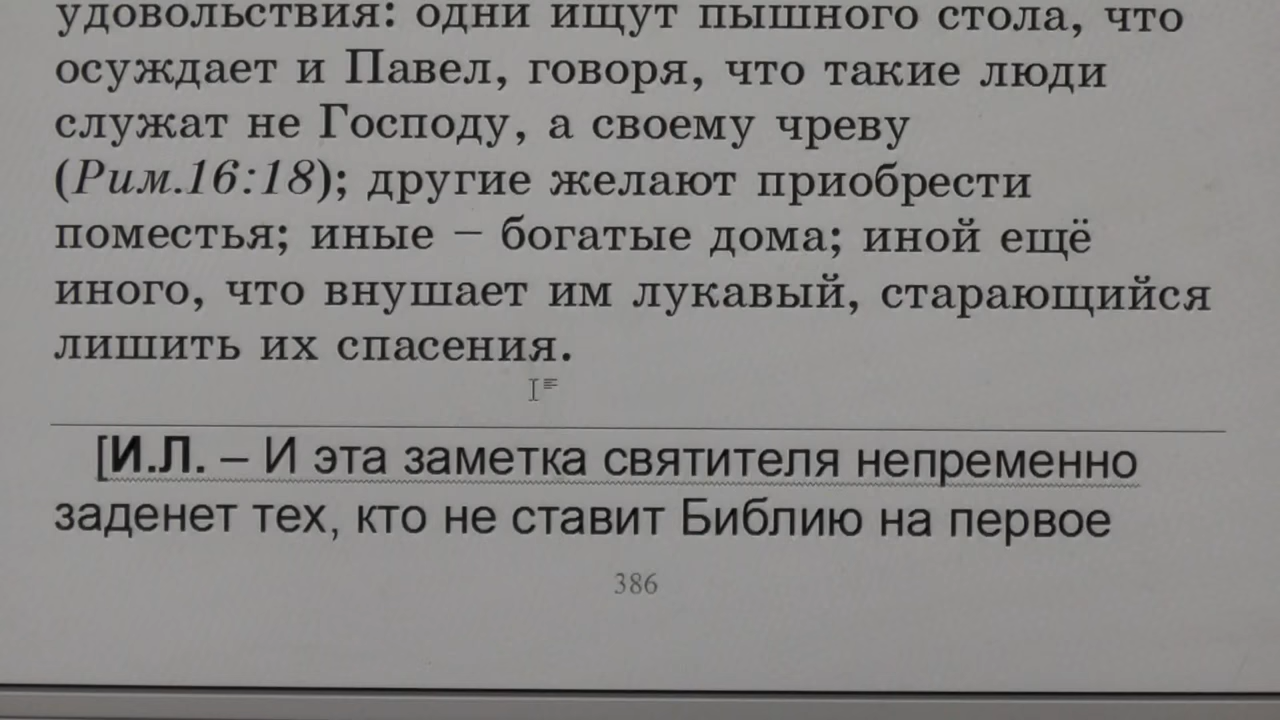 удовольствия: одни ищут пышного стола, что
осуждает и Павел, говоря, что такие люди
служат не Господу, а своему чреву
(Рим.16:18); другие желают приобрести
поместья; иные – богатые дома; иной ещё
иного, что внушает им лукавый, старающийся
лишить их спасения.
[И.Л. – И эта заметка святителя непременно
заденет тех, кто не ставит Библию на первое
386